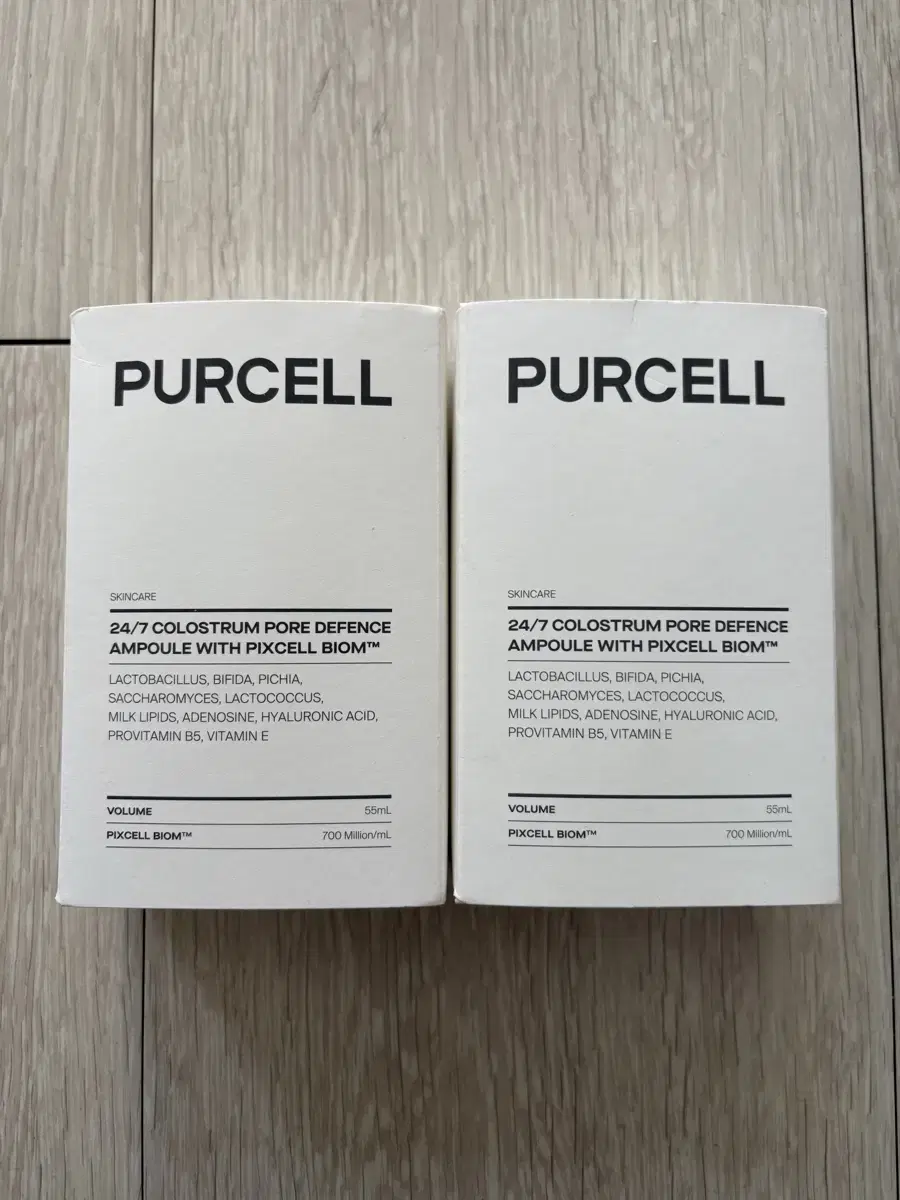 PURCELL
SKINCARE
24/7 COLOSTRUM PORE DEFENCE
AMPOULE WITH PIXCELL BIOM™
LACTOBACILLUS, BIFIDA, PICHIA,
SACCHAROMYCES, LACTOCOCCUS,
MILK LIPIDS, ADENOSINE, HYALURONIC ACID,
PROVITAMIN B5, VITAMIN E
VOLUME 55mL
PIXCELL BIOM™ 700 Million/mL
PURCELL
SKINCARE
24/7 COLOSTRUM PORE DEFENCE
AMPOULE WITH PIXCELL BIOM™
LACTOBACILLUS, BIFIDA, PICHIA,
SACCHAROMYCES, LACTOCOCCUS,
MILK LIPIDS, ADENOSINE, HYALURONIC ACID,
PROVITAMIN B5, VITAMIN E
VOLUME 55mL
PIXCELL BIOM™ 700 Million/mL